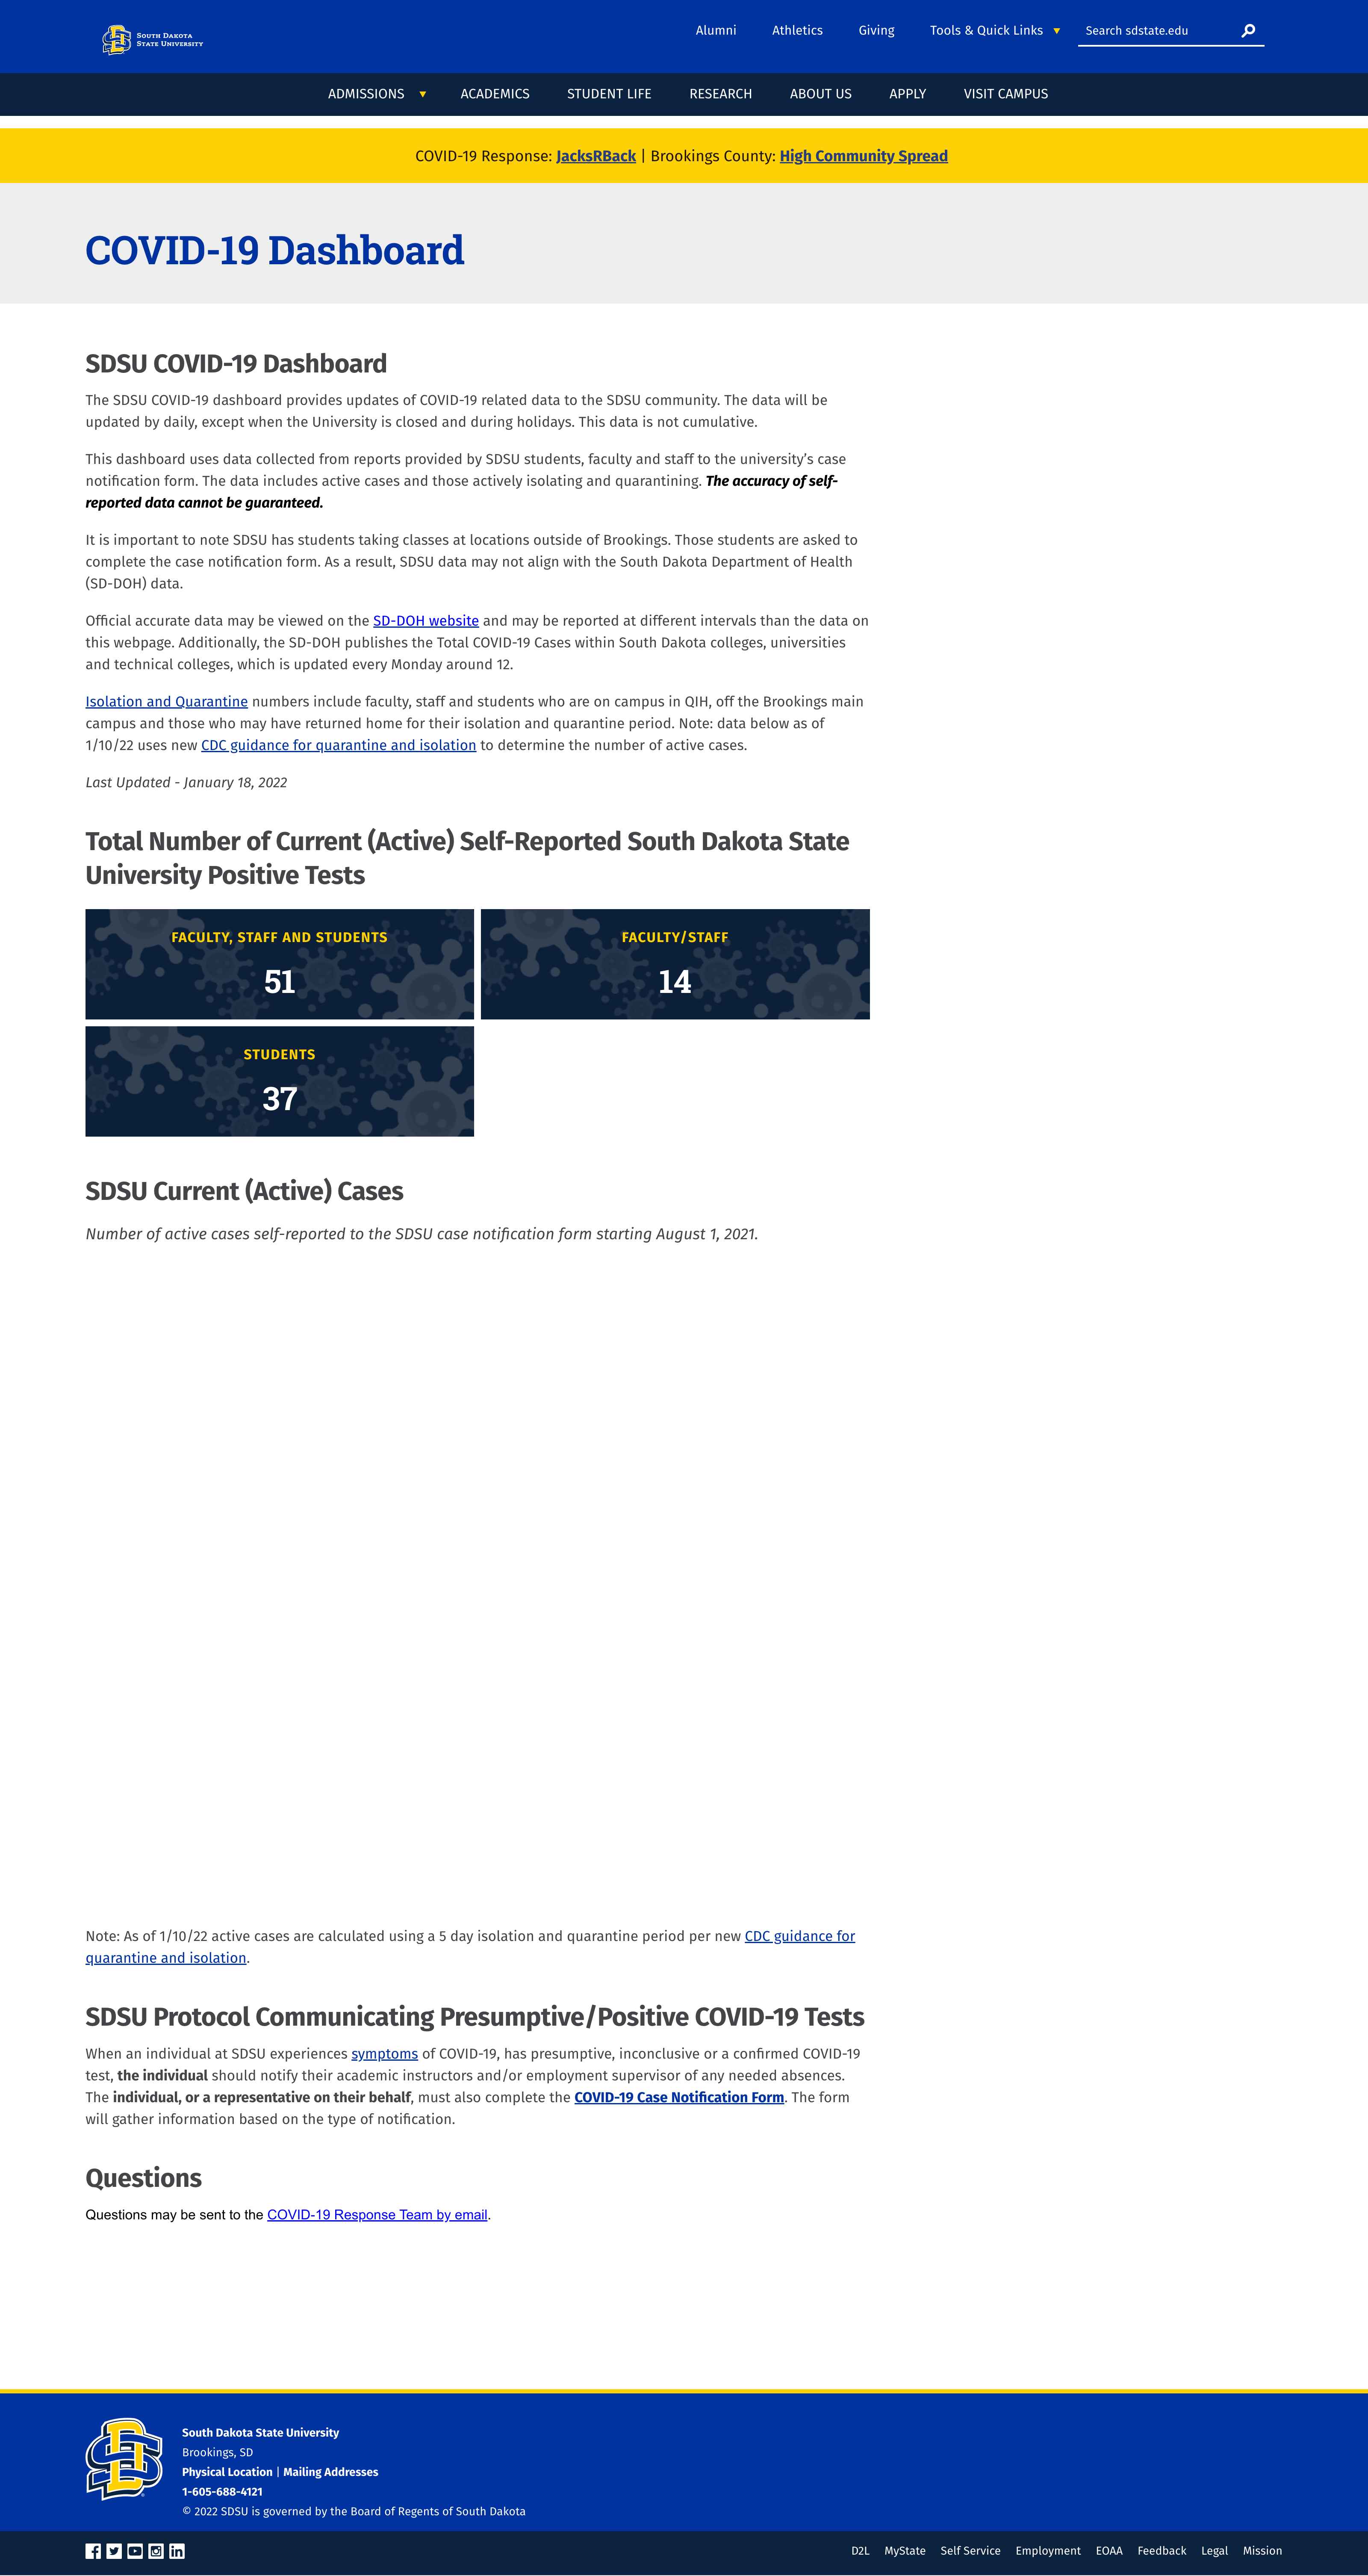 South Dakota
State University
Alumni Athletics Giving Tools & Quick Links Search sdstate.edu
ADMISSIONS ACADEMICS STUDENT LIFE RESEARCH ABOUT US APPLY VISIT CAMPUS
COVID-19 Response: JacksRBack | Brookings County: High Community Spread
COVID-19 Dashboard
SDSU COVID-19 Dashboard
The SDSU COVID-19 dashboard provides updates of COVID-19 related data to the SDSU community. The data will be
updated by daily, except when the University is closed and during holidays. This data is not cumulative.
This dashboard uses data collected from reports provided by SDSU students, faculty and staff to the university’s case
notification form. The data includes active cases and those actively isolating and quarantining. The accuracy of self-
reported data cannot be guaranteed.
It is important to note SDSU has students taking classes at locations outside of Brookings. Those students are asked to
complete the case notification form. As a result, SDSU data may not align with the South Dakota Department of Health
(SD-DOH) data.
Official accurate data may be viewed on the SD-DOH website and may be reported at different intervals than the data on
this webpage. Additionally, the SD-DOH publishes the Total COVID-19 Cases within South Dakota colleges, universities
and technical colleges, which is updated every Monday around 12.
Isolation and Quarantine numbers include faculty, staff and students who are on campus in QIH, off the Brookings main
campus and those who may have returned home for their isolation and quarantine period. Note: data below as of
1/10/22 uses new CDC guidance for quarantine and isolation to determine the number of active cases.
Last Updated - January 18, 2022
Total Number of Current (Active) Self-Reported South Dakota State
University Positive Tests
FACULTY, STAFF AND STUDENTS
51
FACULTY/STAFF
14
STUDENTS
37
SDSU Current (Active) Cases
Number of active cases self-reported to the SDSU case notification form starting August 1, 2021.
Note: As of 1/10/22 active cases are calculated using a 5 day isolation and quarantine period per new CDC guidance for
quarantine and isolation.
SDSU Protocol Communicating Presumptive/Positive COVID-19 Tests
When an individual at SDSU experiences symptoms of COVID-19, has presumptive, inconclusive or a confirmed COVID-19
test, the individual should notify their academic instructors and/or employment supervisor of any needed absences.
The individual, or a representative on their behalf, must also complete the COVID-19 Case Notification Form. The form
will gather information based on the type of notification.
Questions
Questions may be sent to the COVID-19 Response Team by email.
South Dakota State University
Brookings, SD
Physical Location | Mailing Addresses
1-605-688-4121
© 2022 SDSU is governed by the Board of Regents of South Dakota
D2L MyState Self Service Employment EOAA Feedback Legal Mission